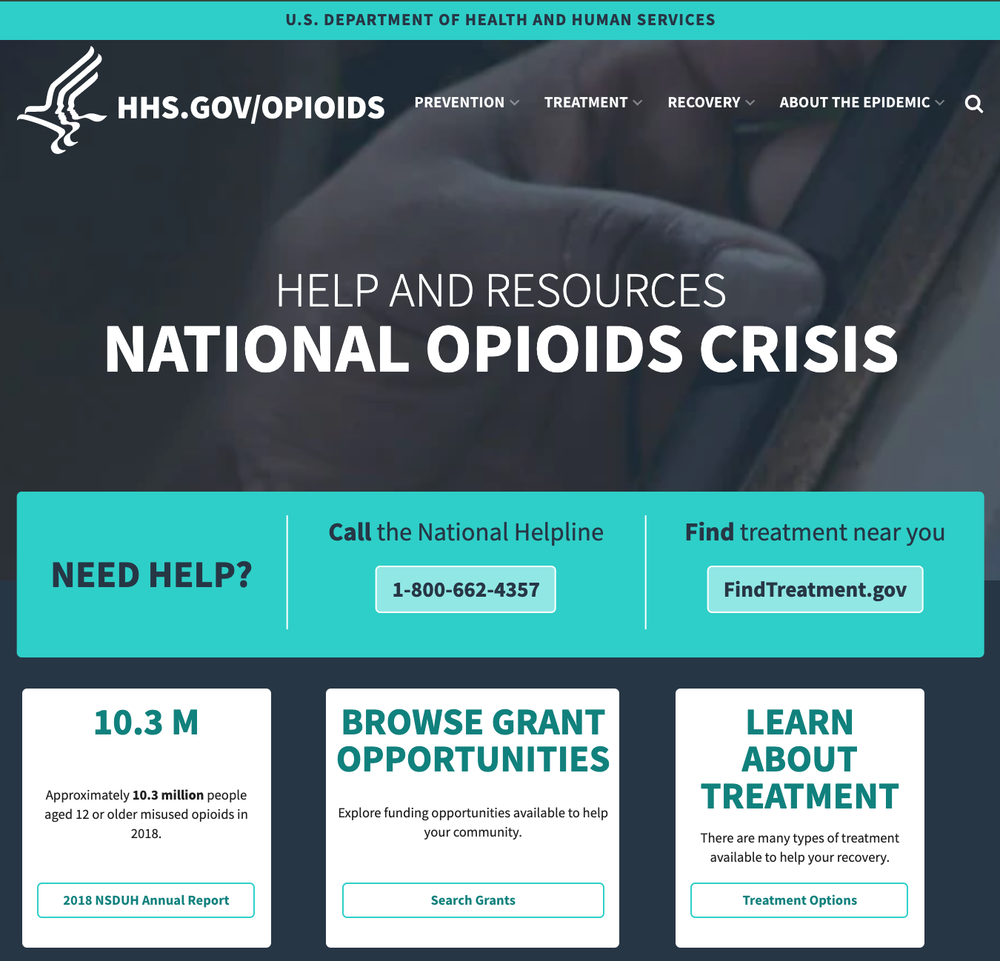 U.S. DEPARTMENT OF HEALTH AND HUMAN SERVICES
HHS.GOV/OPIOIDS
PREVENTION
TREATMENT
RECOVERY
ABOUT THE EPIDEMIC
HELP AND RESOURCES
NATIONAL OPIOIDS CRISIS
NEED HELP?
Call the National Helpline
1-800-662-4357
Find treatment near you
FindTreatment.gov
10.3 M
Approximately 10.3 million people
aged 12 or older misused opioids in
2018.
2018 NSDUH Annual Report
BROWSE GRANT
OPPORTUNITIES
Explore funding opportunities available to help
your community.
Search Grants
LEARN
ABOUT
TREATMENT
There are many types of treatment
available to help your recovery.
Treatment Options